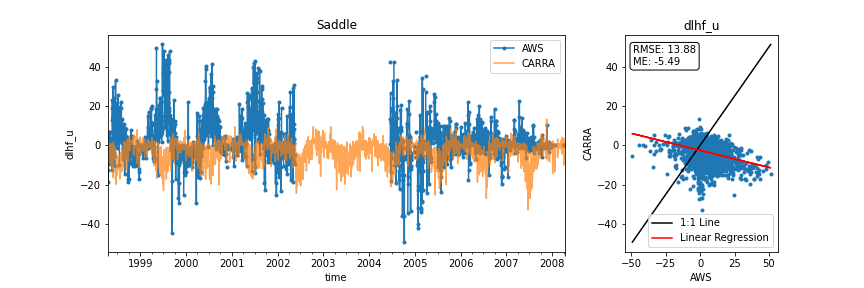 Saddle
dlhf_u
AWS
CARRA
40
20
0
−20
−40
dlhf_u
1999
2000
2001
2002
2003
2004
2005
2006
2007
2008
time
dlhf_u
RMSE: 13.88
ME: -5.49
40
20
0
−20
−40
CARRA
1:1 Line
Linear Regression
−50
−25
0
25
50
AWS